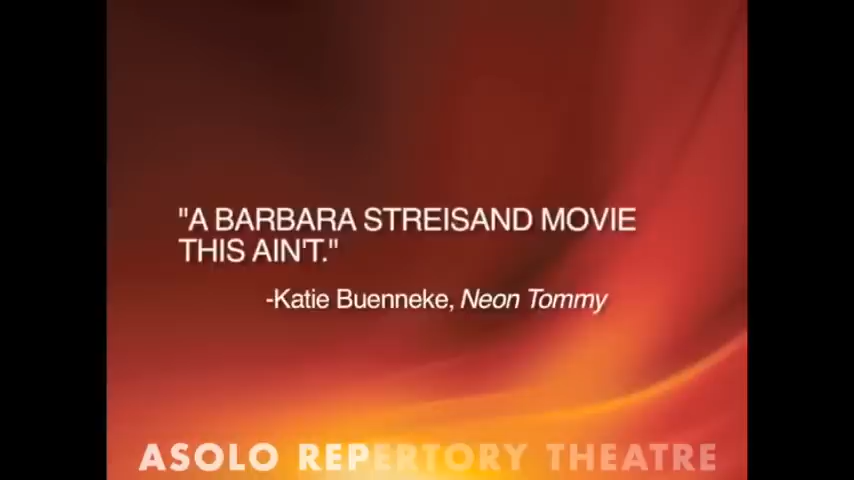 "A BARBARA STREISAND MOVIE
THIS AIN'T."
-Katie Buenneke, Neon Tommy
ASOLO REPERTORY THEATRE